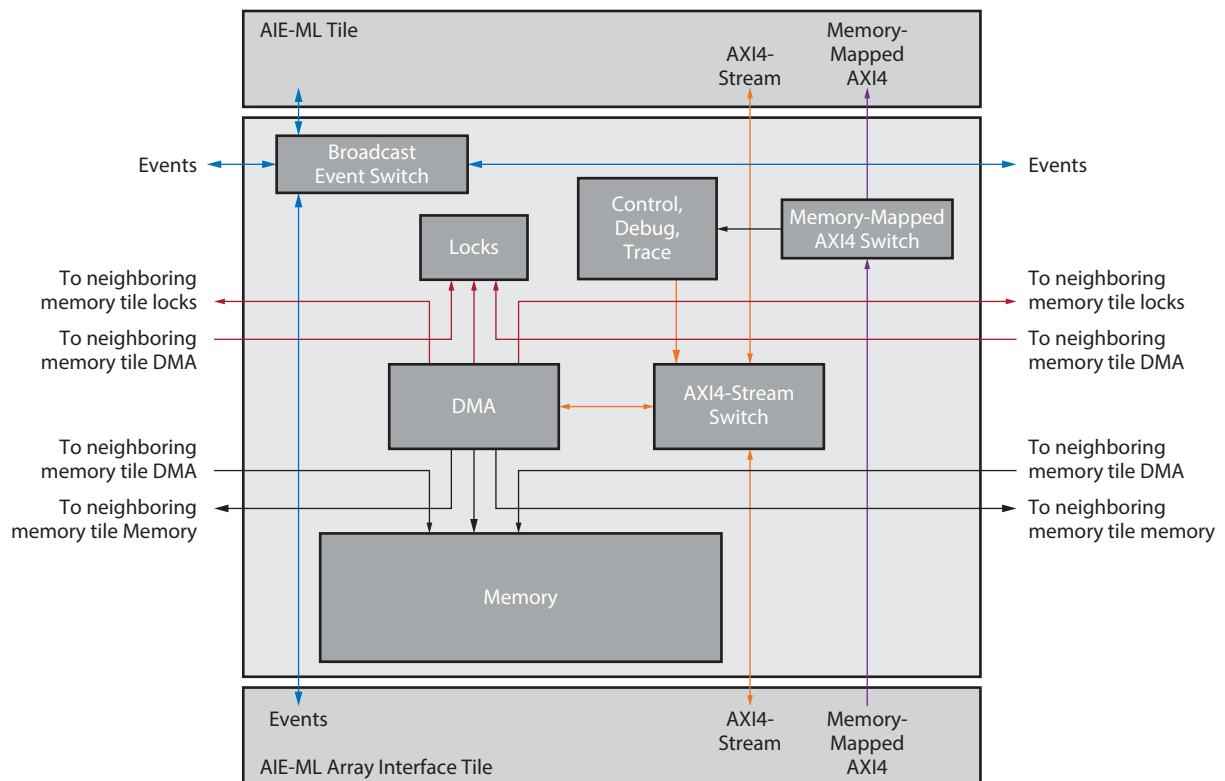 AIE-ML Tile
AXI4-
Stream
Memory-
Mapped
AXI4
Events
Broadcast
Event Switch
Events
Control,
Debug,
Trace
Memory-Mapped
AXI4 Switch
Locks
To neighboring
memory tile locks
To neighboring
memory tile locks
To neighboring
memory tile DMA
To neighboring
memory tile DMA
DMA
AXI4-Stream
Switch
To neighboring
memory tile DMA
To neighboring
memory tile DMA
To neighboring
memory tile Memory
To neighboring
memory tile memory
Memory
Events
AXI4-
Stream
Memory-
Mapped
AXI4
AIE-ML Array Interface Tile